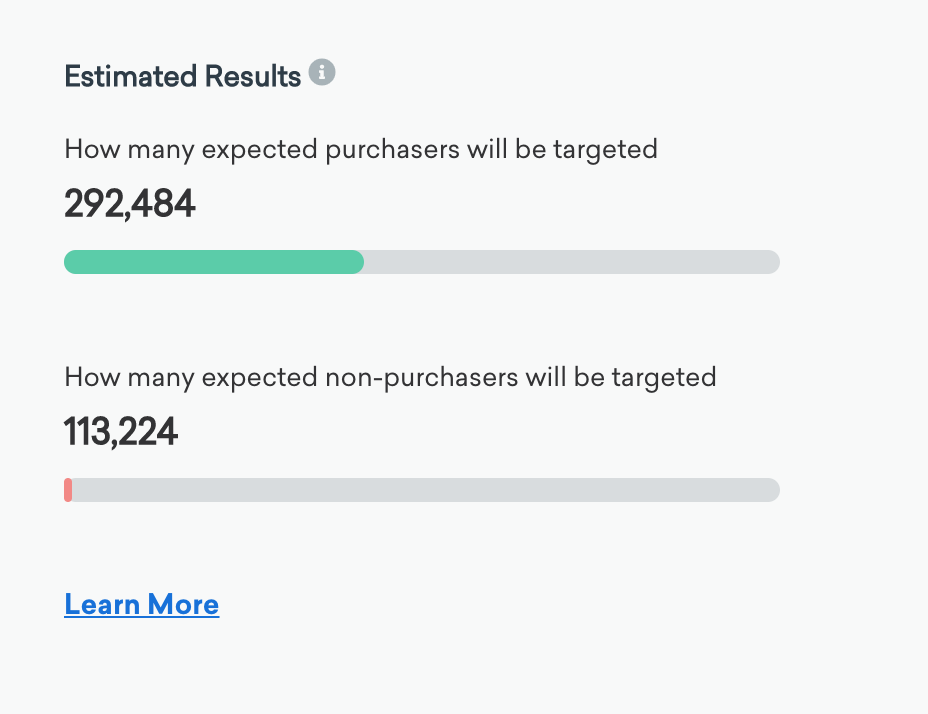 Estimated Results
How many expected purchasers will be targeted
292,484
How many expected non-purchasers will be targeted
113,224
Learn More